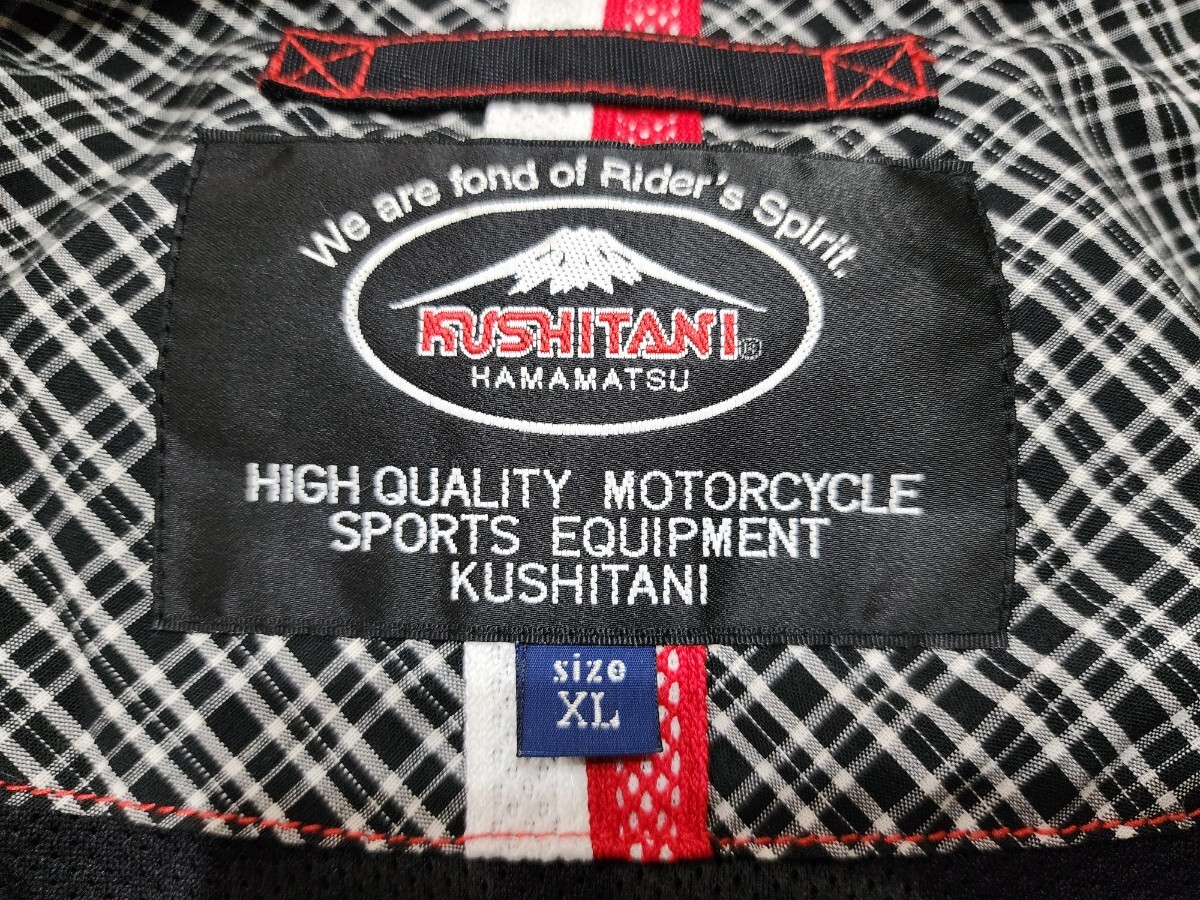 We are fond of Rider's Spirit.
KUSHITANI®
HAMAMATSU
HIGH QUALITY MOTORCYCLE
SPORTS EQUIPMENT
KUSHITANI
size
XL